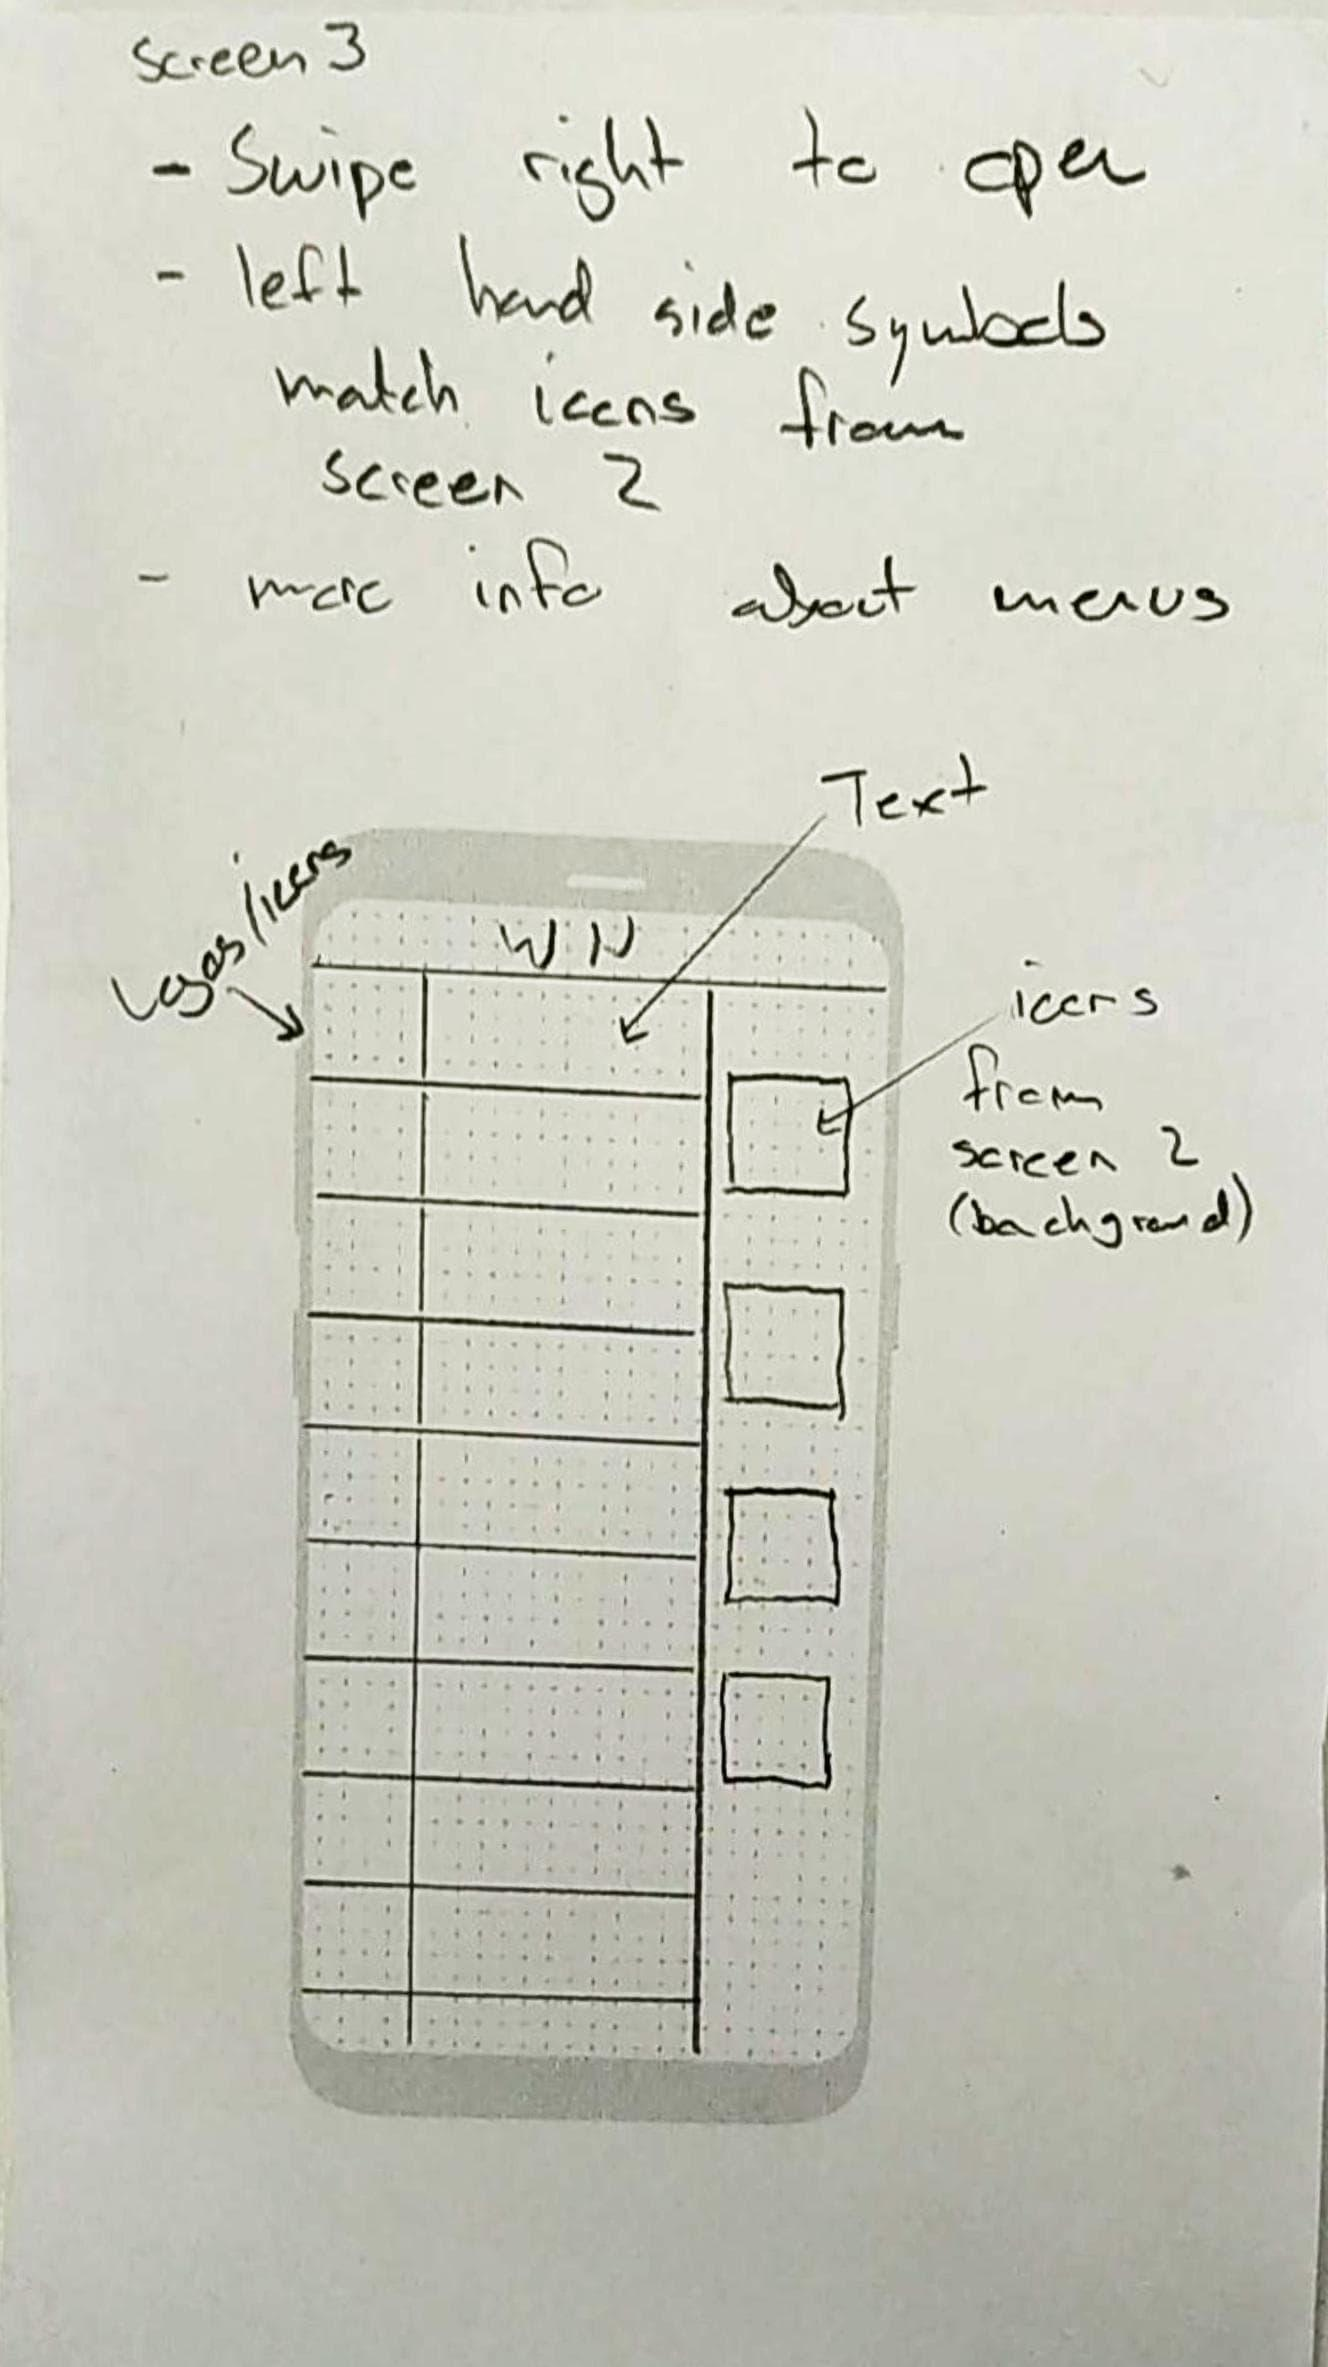 Screen 3
- Swipe right to open
- left hand side symbols
match icons from
screen 2
- more info about menus
Text
Logos/icons
W N
icons
from
screen 2
(background)